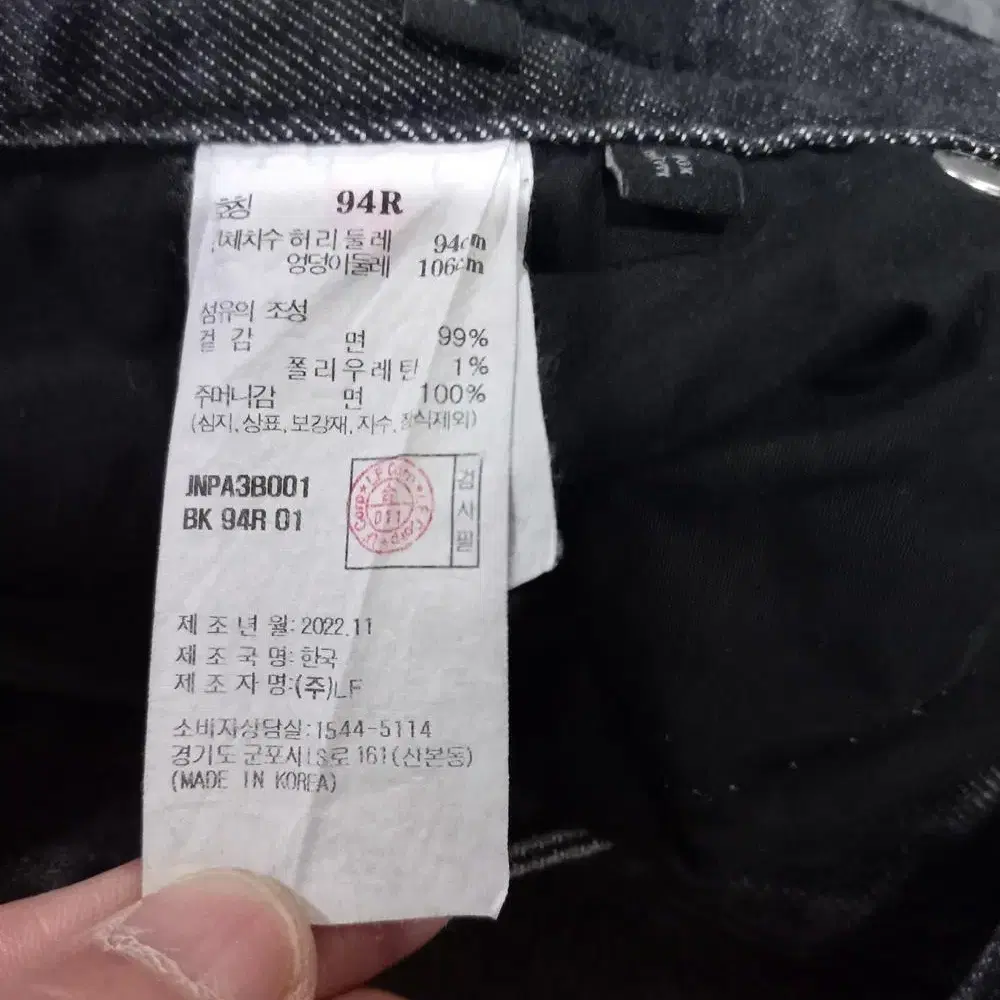 호칭 94R
신체치수 허리둘레 94cm
엉덩이둘레 106cm
섬유의 조성
겉감 면 99%
폴리우레탄 1%
주머니감 면 100%
(심지, 상표, 보강재, 자수, 장식제외)
JNPA3B001
BK 94R 01
LF Corp
011
검사필
제조년월: 2022.11
제조국명: 한국
제조자명: (주)LF
소비자상담실: 1544-5114
경기도 군포시 LS로 161(산본동)
(MADE IN KOREA)